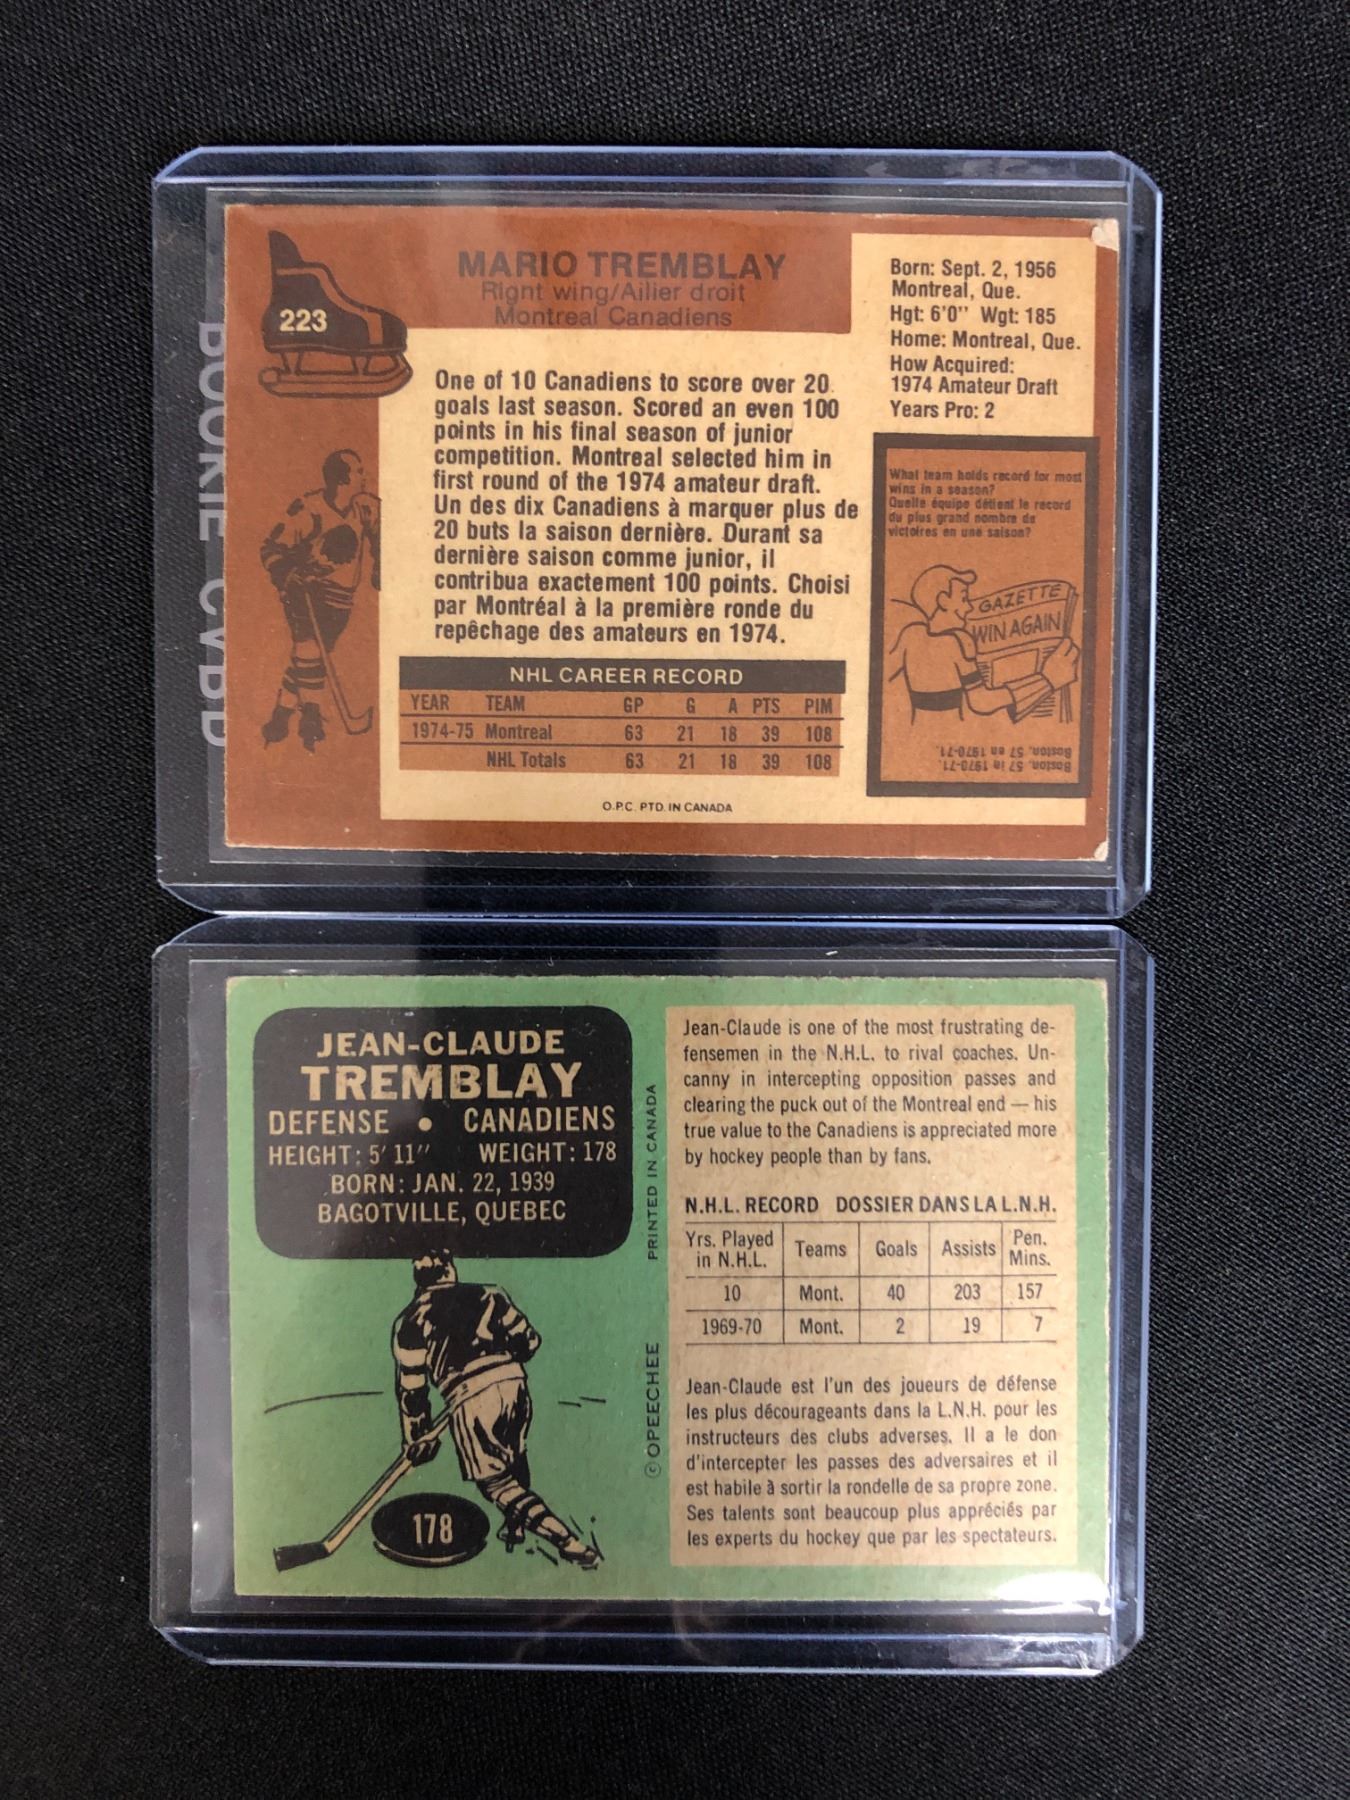 223
MARIO TREMBLAY
Right wing/Ailier droit
Montreal Canadiens
One of 10 Canadiens to score over 20
goals last season. Scored an even 100
points in his final season of junior
competition. Montreal selected him in
first round of the 1974 amateur draft.
Un des dix Canadiens à marquer plus de
20 buts la saison dernière. Durant sa
dernière saison comme junior, il
contribua exactement 100 points. Choisi
par Montréal à la première ronde du
repêchage des amateurs en 1974.
NHL CAREER RECORD
YEAR TEAM GP G A PTS PIM
1974-75 Montreal 63 21 18 39 108
NHL Totals 63 21 18 39 108
O.P.C. PTD. IN CANADA
Born: Sept. 2, 1956
Montreal, Que.
Hgt: 6'0" Wgt: 185
Home: Montreal, Que.
How Acquired:
1974 Amateur Draft
Years Pro: 2
What team holds record for most
wins in a season?
Quelle équipe détient le record
du plus grand nombre de
victoires en une saison?
GAZETTE
WIN AGAIN
Boston, 57 in 1970-71.
Boston, 57 en 1970-71.
ROOKIE CARD
JEAN-CLAUDE
TREMBLAY
DEFENSE • CANADIENS
HEIGHT: 5' 11" WEIGHT: 178
BORN: JAN. 22, 1939
BAGOTVILLE, QUEBEC
178
© OPEECHEE PRINTED IN CANADA
Jean-Claude is one of the most frustrating de-
fensemen in the N.H.L. to rival coaches. Un-
canny in intercepting opposition passes and
clearing the puck out of the Montreal end — his
true value to the Canadiens is appreciated more
by hockey people than by fans.
N.H.L. RECORD DOSSIER DANS LA L.N.H.
Yrs. Played in N.H.L. Teams Goals Assists Pen. Mins.
10 Mont. 40 203 157
1969-70 Mont. 2 19 7
Jean-Claude est l'un des joueurs de défense
les plus décourageants dans la L.N.H. pour les
instructeurs des clubs adverses. Il a le don
d'intercepter les passes des adversaires et il
est habile à sortir la rondelle de sa propre zone.
Ses talents sont beaucoup plus appréciés par
les experts du hockey que par les spectateurs.